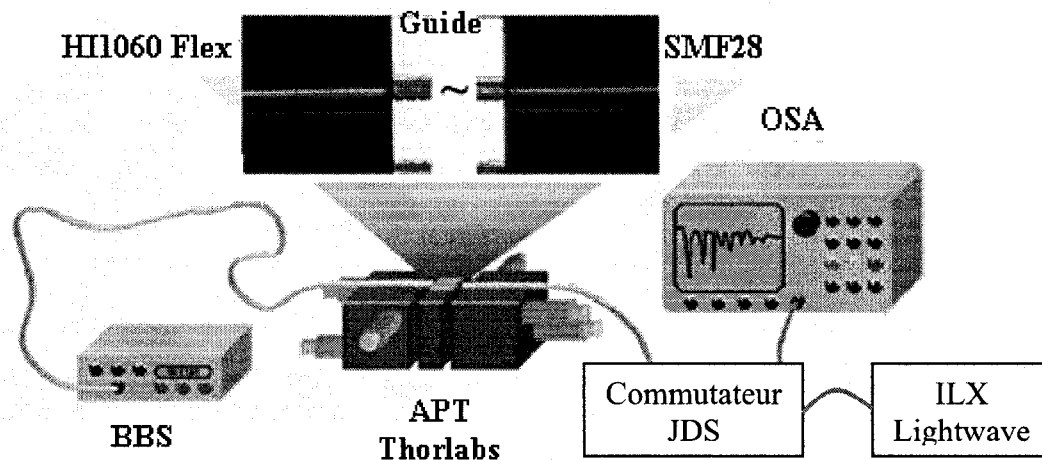 Guide
HI1060 Flex
SMF28
OSA
BBS
APT
Thorlabs
Commutateur
JDS
ILX
Lightwave